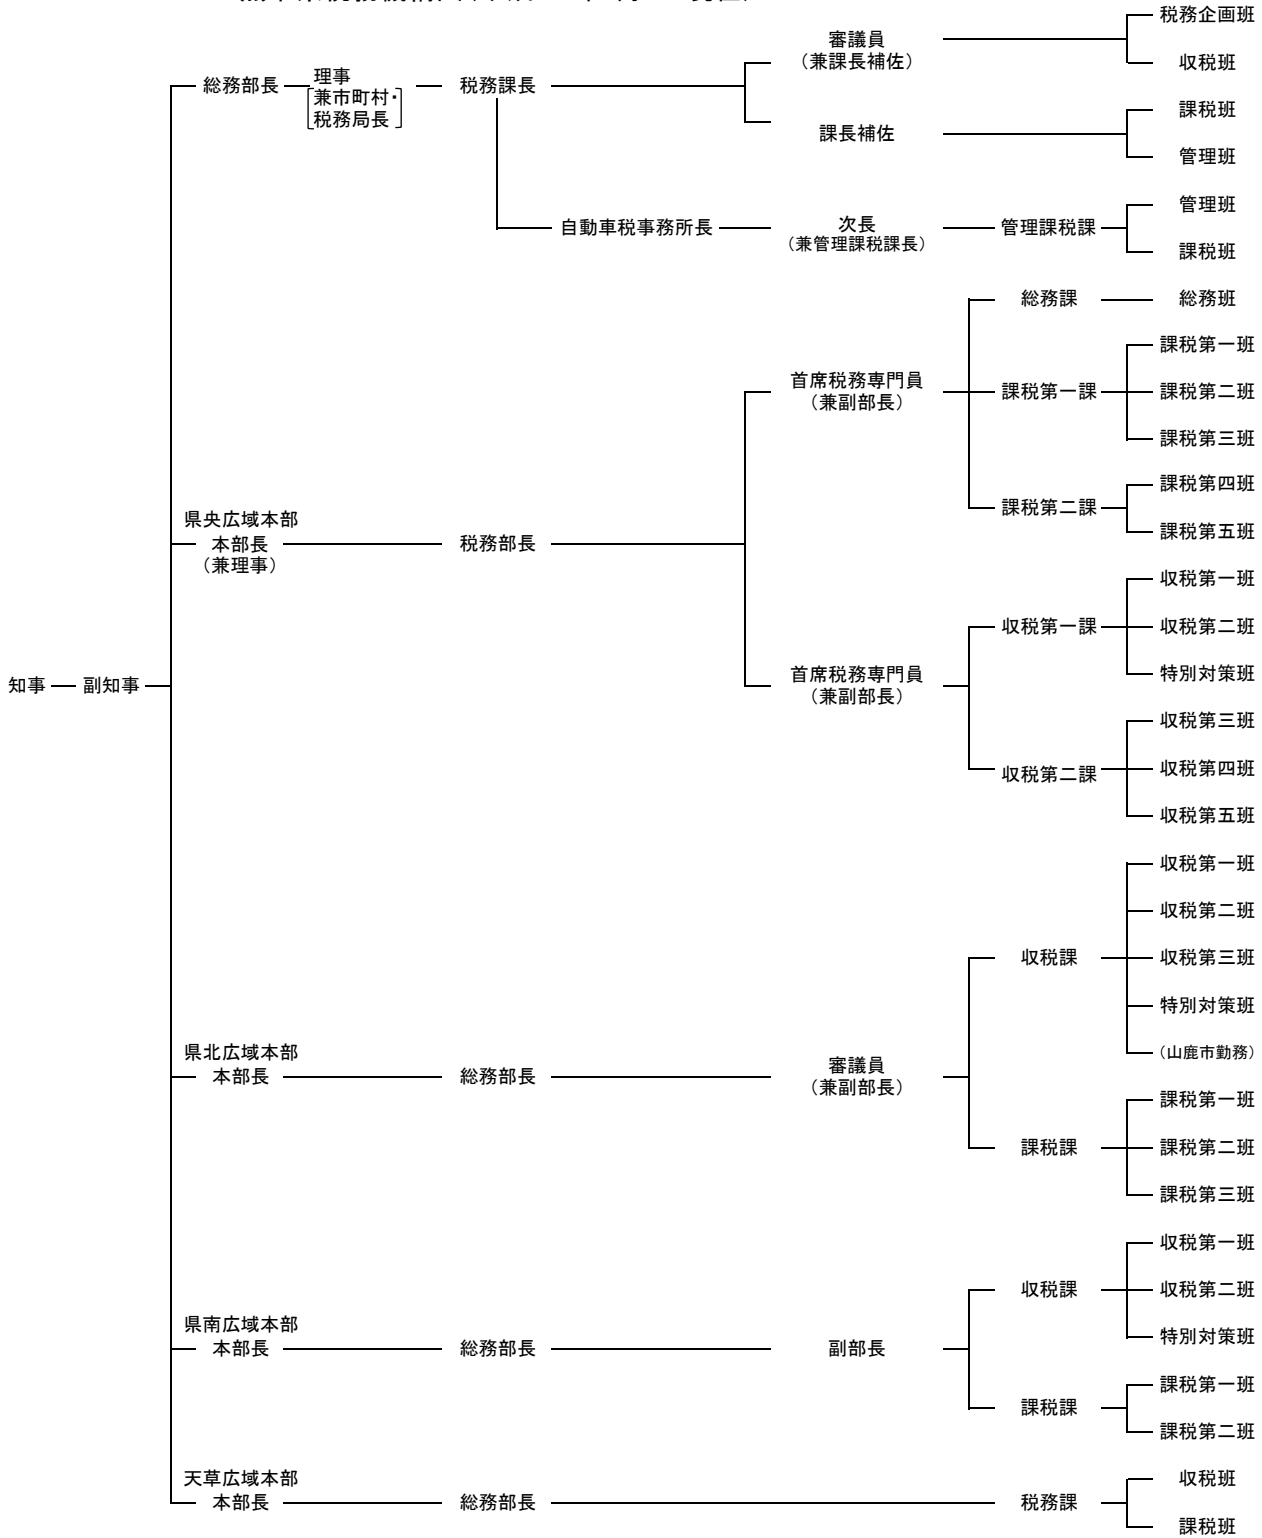 税務企画班
審議員
（兼課長補佐）
収税班
総務部長
理事
兼市町村・
税務局長
税務課長
課税班
課長補佐
管理班
管理班
自動車税事務所長
次長
（兼管理課税課長）
管理課税課
課税班
総務課
総務班
課税第一班
首席税務専門員
（兼副部長）
課税第一課
課税第二班
課税第三班
課税第四班
課税第二課
課税第五班
県央広域本部
本部長
（兼理事）
税務部長
収税第一班
収税第一課
収税第二班
知事
副知事
首席税務専門員
（兼副部長）
特別対策班
収税第三班
収税第二課
収税第四班
収税第五班
収税第一班
収税第二班
収税課
収税第三班
特別対策班
（山鹿市勤務）
県北広域本部
本部長
総務部長
審議員
（兼副部長）
課税第一班
課税課
課税第二班
課税第三班
収税第一班
収税課
収税第二班
特別対策班
県南広域本部
本部長
総務部長
副部長
課税第一班
課税課
課税第二班
天草広域本部
本部長
総務部長
税務課
収税班
課税班